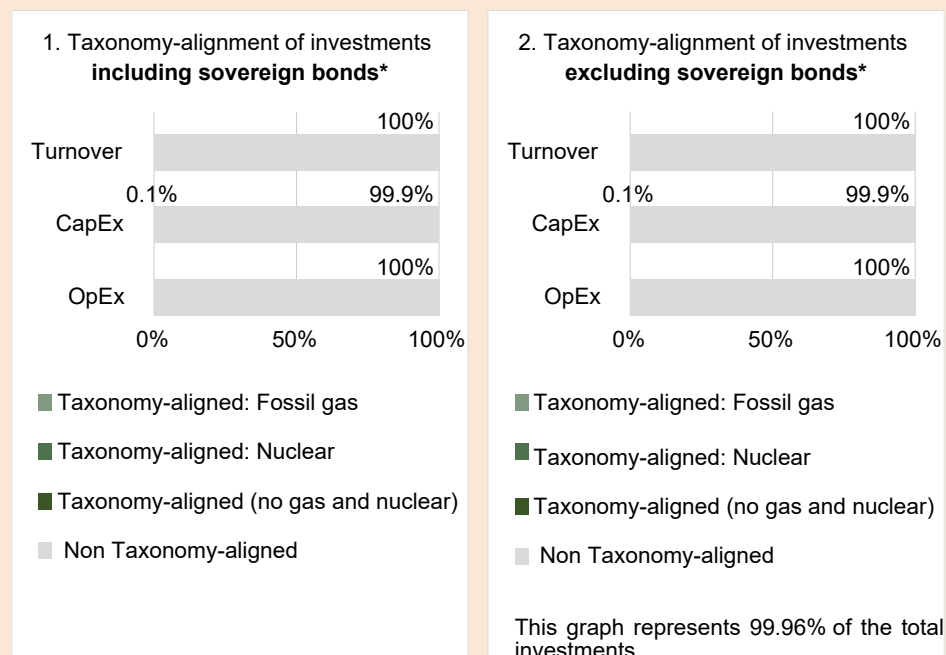 1. Taxonomy-alignment of investments
including sovereign bonds*
100%
Turnover
0.1% 99.9%
CapEx
100%
OpEx
0% 50% 100%
Taxonomy-aligned: Fossil gas
Taxonomy-aligned: Nuclear
Taxonomy-aligned (no gas and nuclear)
Non Taxonomy-aligned
2. Taxonomy-alignment of investments
excluding sovereign bonds*
100%
Turnover
0.1% 99.9%
CapEx
100%
OpEx
0% 50% 100%
Taxonomy-aligned: Fossil gas
Taxonomy-aligned: Nuclear
Taxonomy-aligned (no gas and nuclear)
Non Taxonomy-aligned
This graph represents 99.96% of the total
investments